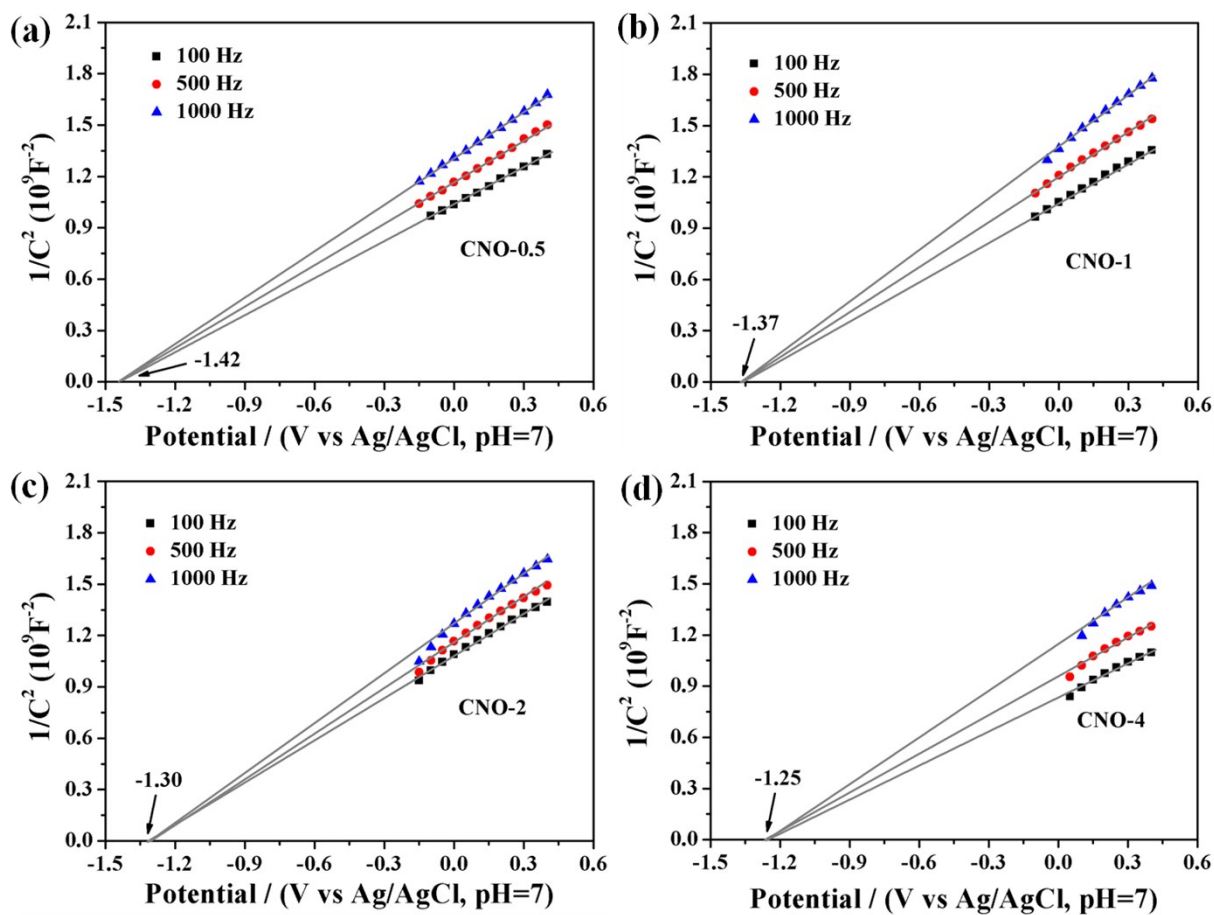 (a)
2.1
1.8
1.5
1.2
0.9
0.6
0.3
0.0
1/C² (10⁹F⁻²)
100 Hz
500 Hz
1000 Hz
CNO-0.5
-1.42
-1.5 -1.2 -0.9 -0.6 -0.3 0.0 0.3 0.6
Potential / (V vs Ag/AgCl, pH=7)
(b)
2.1
1.8
1.5
1.2
0.9
0.6
0.3
0.0
1/C² (10⁹F⁻²)
100 Hz
500 Hz
1000 Hz
CNO-1
-1.37
-1.5 -1.2 -0.9 -0.6 -0.3 0.0 0.3 0.6
Potential / (V vs Ag/AgCl, pH=7)
(c)
2.1
1.8
1.5
1.2
0.9
0.6
0.3
0.0
1/C² (10⁹F⁻²)
100 Hz
500 Hz
1000 Hz
CNO-2
-1.30
-1.5 -1.2 -0.9 -0.6 -0.3 0.0 0.3 0.6
Potential / (V vs Ag/AgCl, pH=7)
(d)
2.1
1.8
1.5
1.2
0.9
0.6
0.3
0.0
1/C² (10⁹F⁻²)
100 Hz
500 Hz
1000 Hz
CNO-4
-1.25
-1.5 -1.2 -0.9 -0.6 -0.3 0.0 0.3 0.6
Potential / (V vs Ag/AgCl, pH=7)